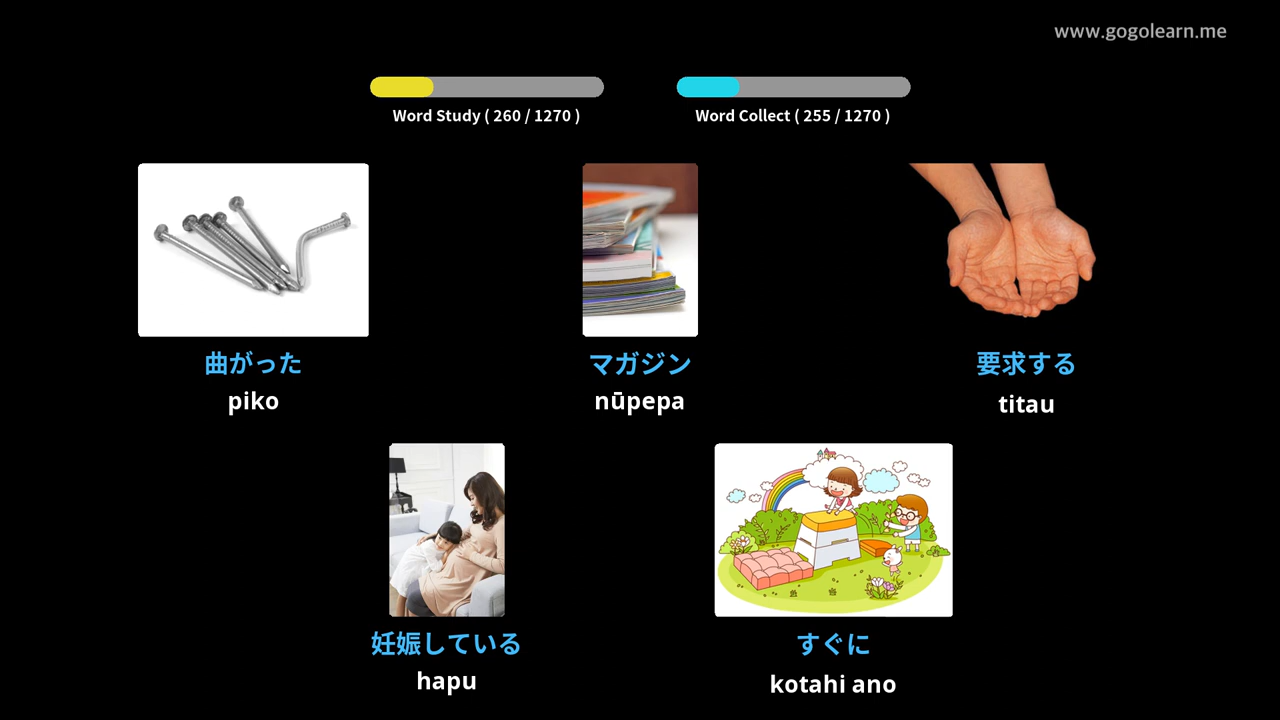 www.gogolearn.me
Word Study ( 260 / 1270 )
Word Collect ( 255 / 1270 )
曲がった
piko
マガジン
nūpepa
要求する
titau
妊娠している
hapu
すぐに
kotahi ano